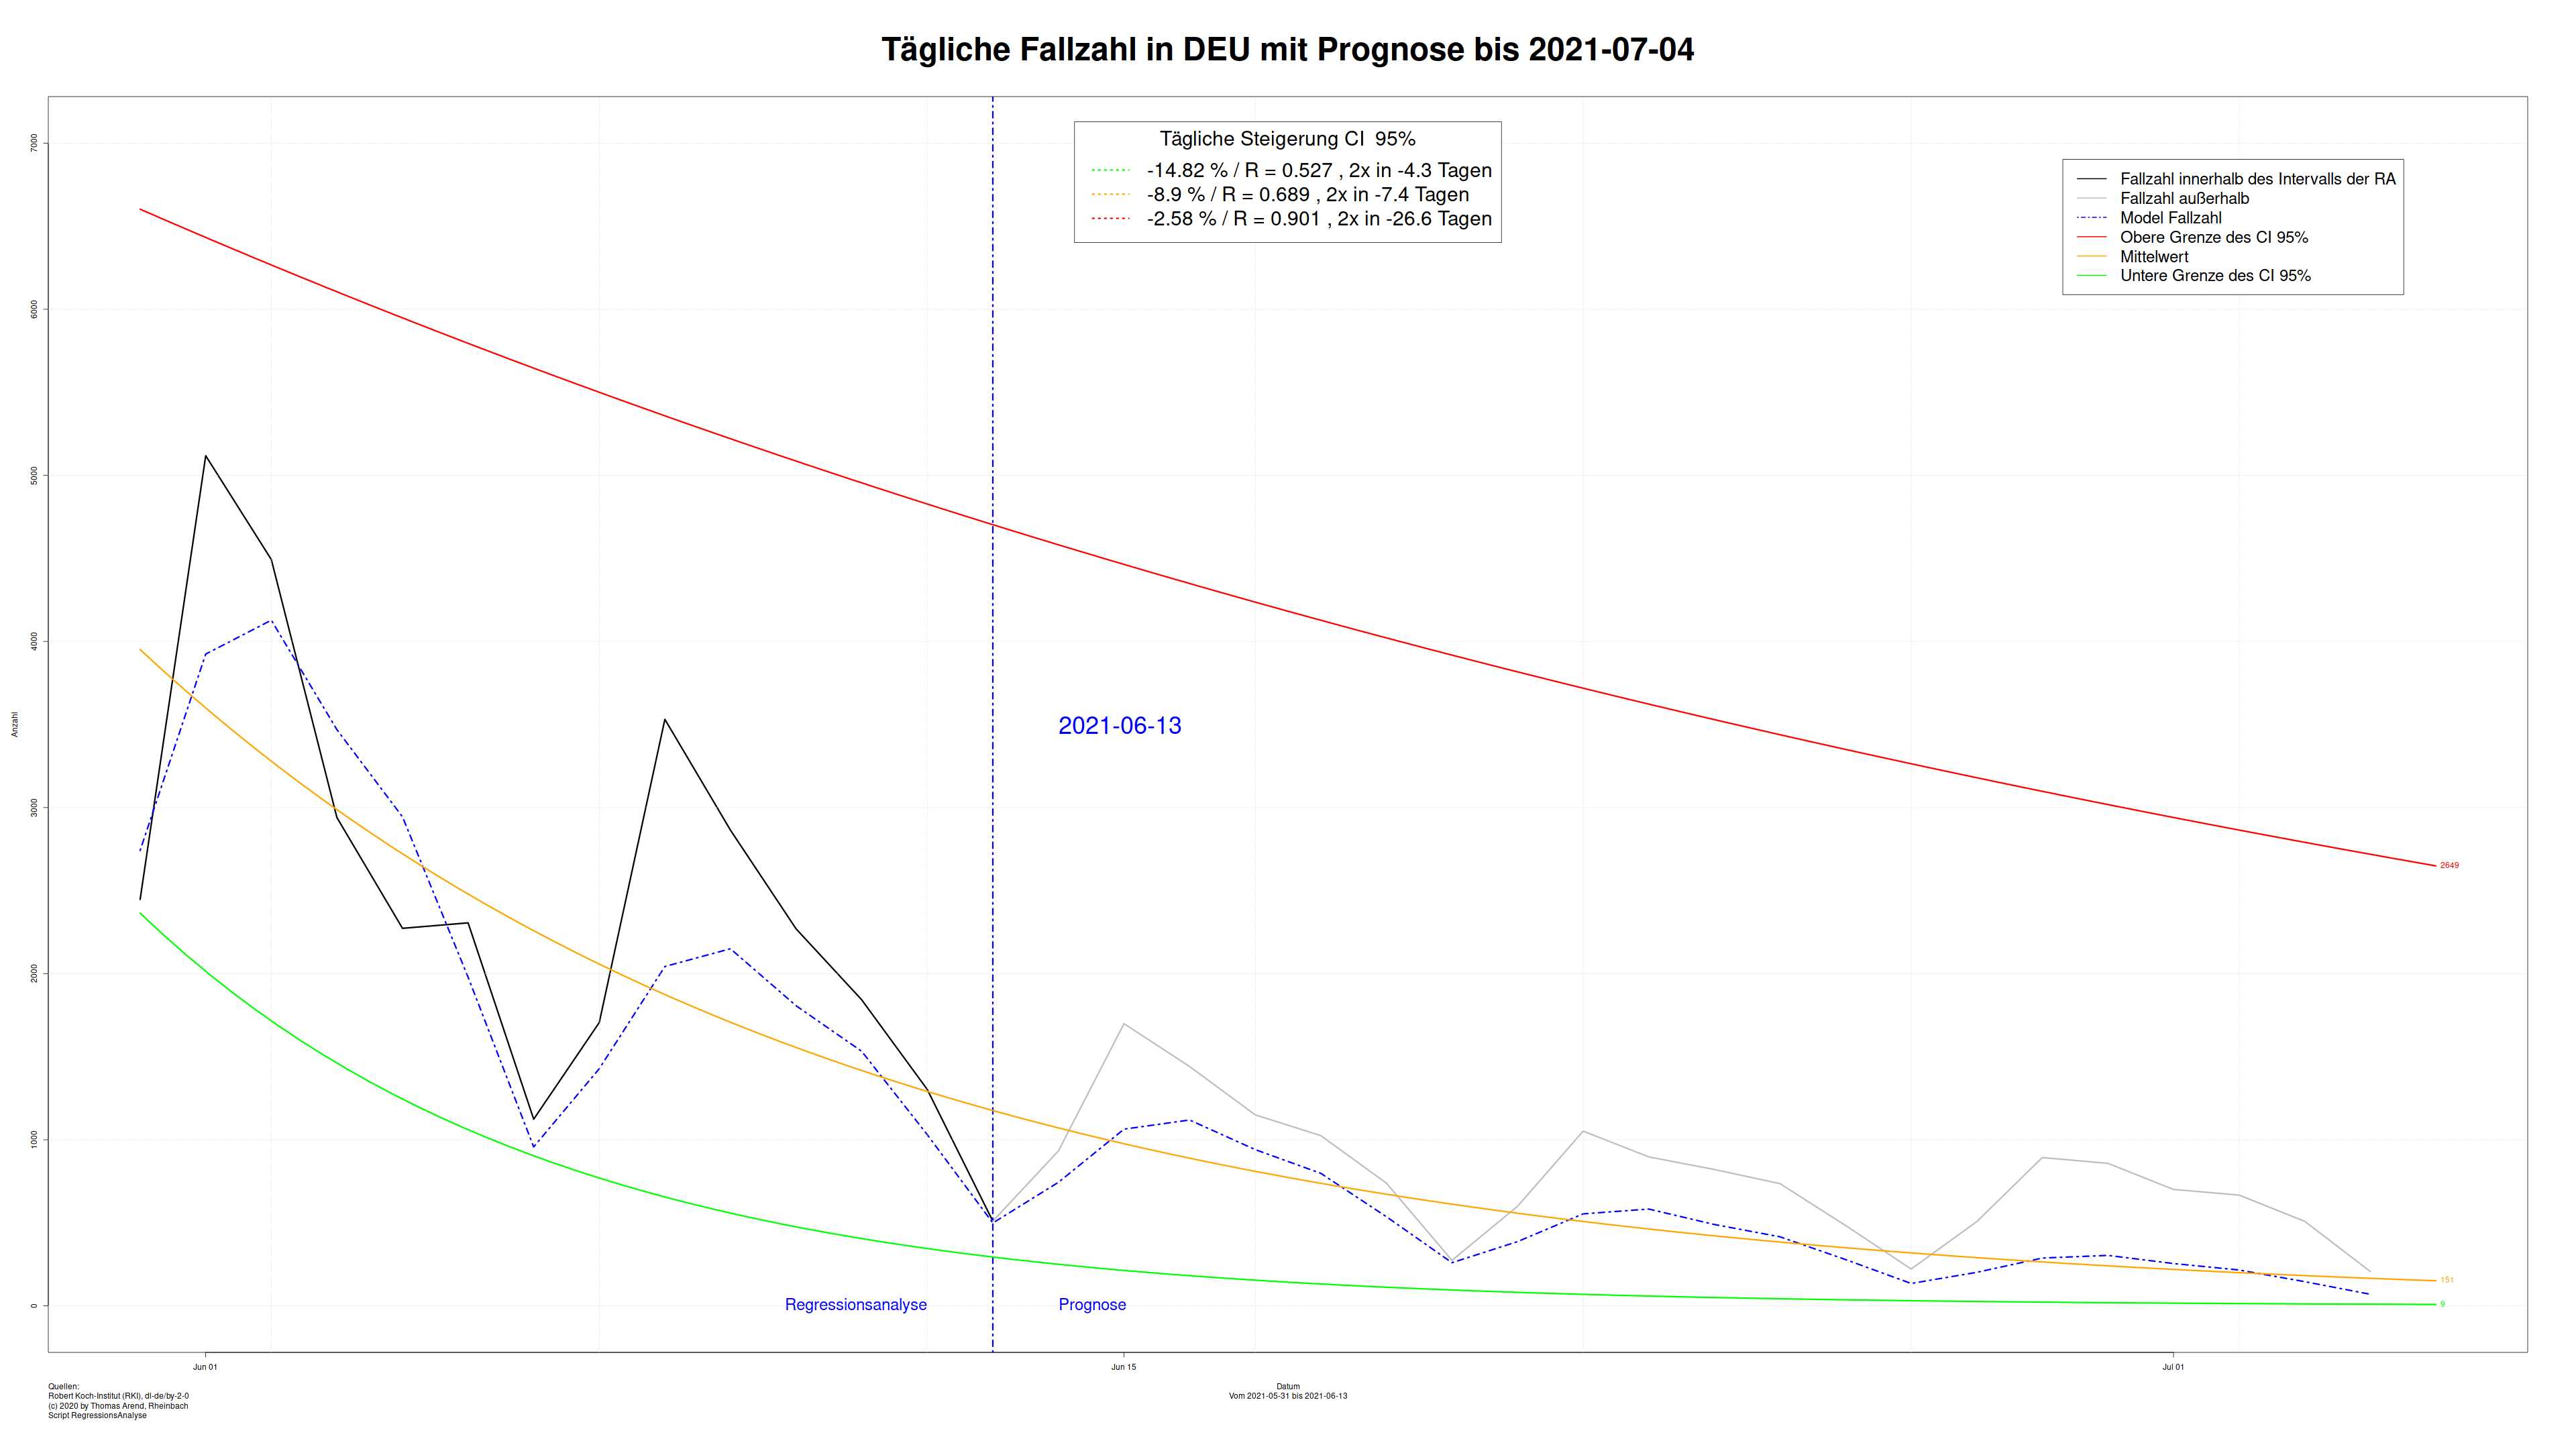 Tägliche Fallzahl in DEU mit Prognose bis 2021-07-04
Tägliche Steigerung CI  95%
-14.82 % / R = 0.527 , 2x in -4.3 Tagen
-8.9 % / R = 0.689 , 2x in -7.4 Tagen
-2.58 % / R = 0.901 , 2x in -26.6 Tagen
Fallzahl innerhalb des Intervalls der RA
Fallzahl außerhalb
Model Fallzahl
Obere Grenze des CI 95%
Mittelwert
Untere Grenze des CI 95%
7000
6000
5000
4000
3000
2000
1000
0
Anzahl
2021-06-13
2649
151
9
Regressionsanalyse
Prognose
Jun 01
Jun 15
Jul 01
Datum
Vom 2021-05-31 bis 2021-06-13
Quellen:
Robert Koch-Institut (RKI), dl-de/by-2-0
(c) 2020 by Thomas Arend, Rheinbach
Script RegressionsAnalyse